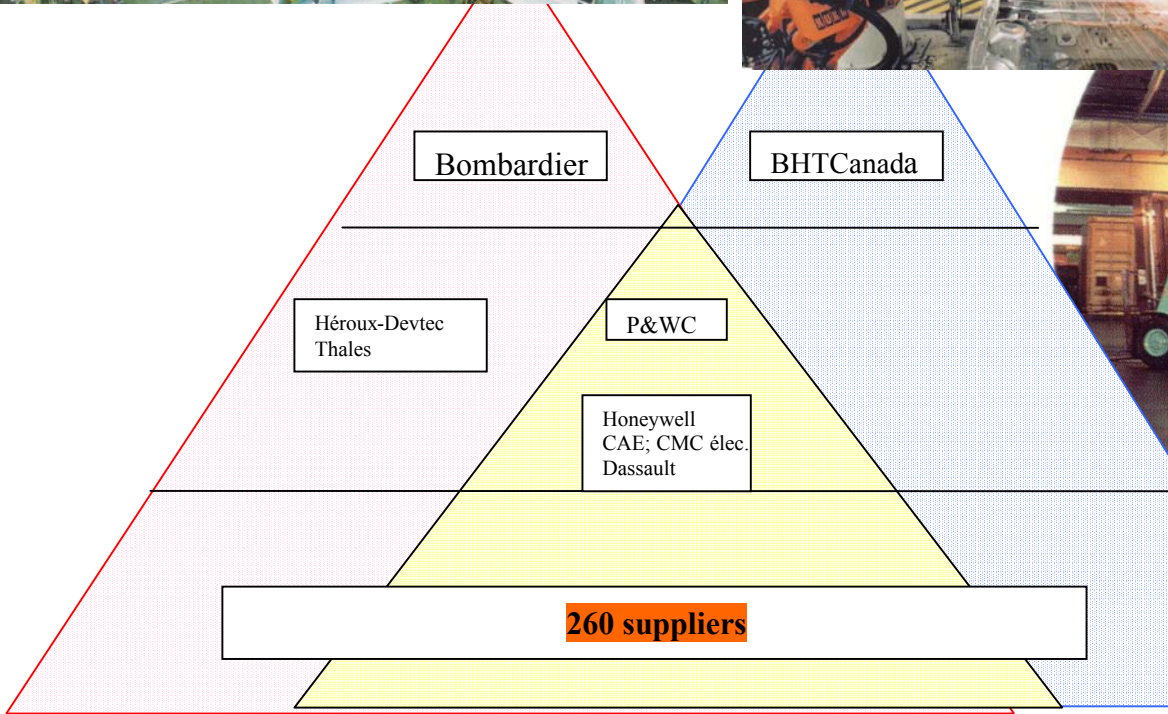 Bombardier
BHTCanada
Héroux-Devtec
Thales
P&WC
Honeywell
CAE; CMC élec.
Dassault
260 suppliers